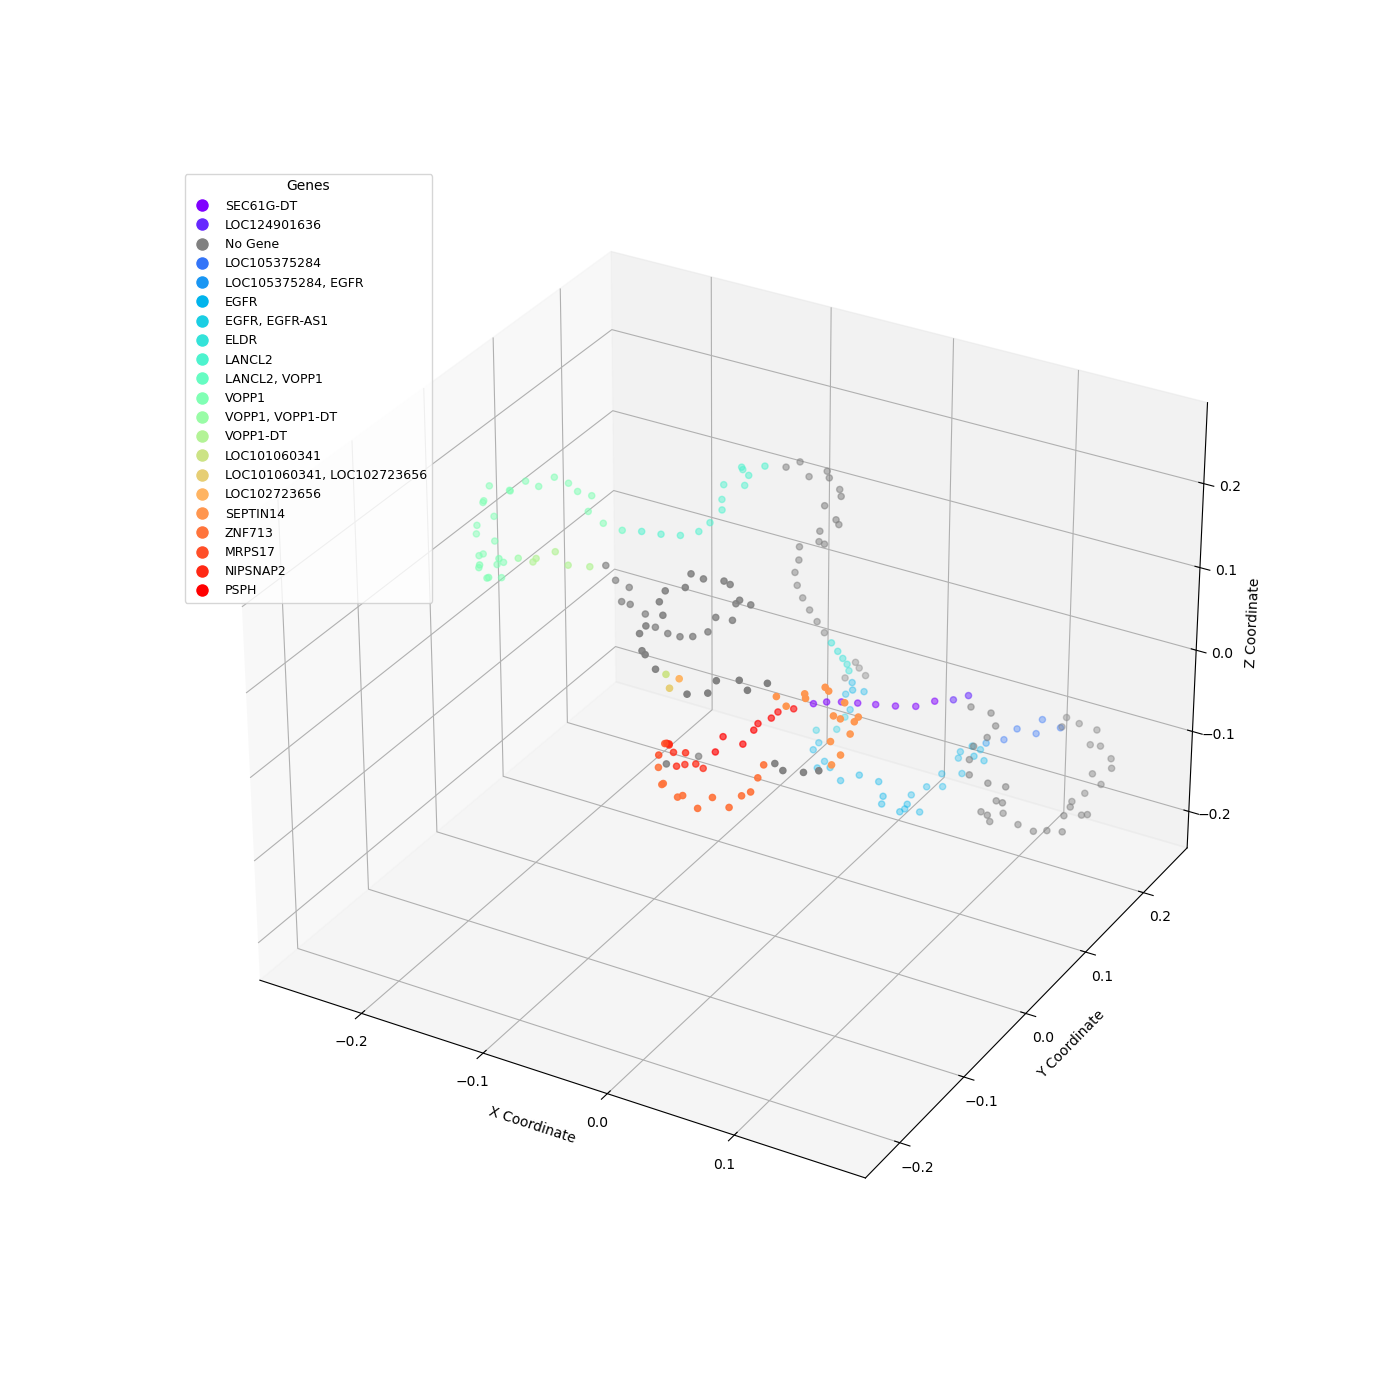 Genes
SEC61G-DT
LOC124901636
No Gene
LOC105375284
LOC105375284, EGFR
EGFR
EGFR, EGFR-AS1
ELDR
LANCL2
LANCL2, VOPP1
VOPP1
VOPP1, VOPP1-DT
VOPP1-DT
LOC101060341
LOC101060341, LOC102723656
LOC102723656
SEPTIN14
ZNF713
MRPS17
NIPSNAP2
PSPH
0.2
0.1
0.0
−0.1
−0.2
Z Coordinate
0.2
0.1
0.0
−0.1
−0.2
Y Coordinate
−0.2
−0.1
0.0
0.1
X Coordinate